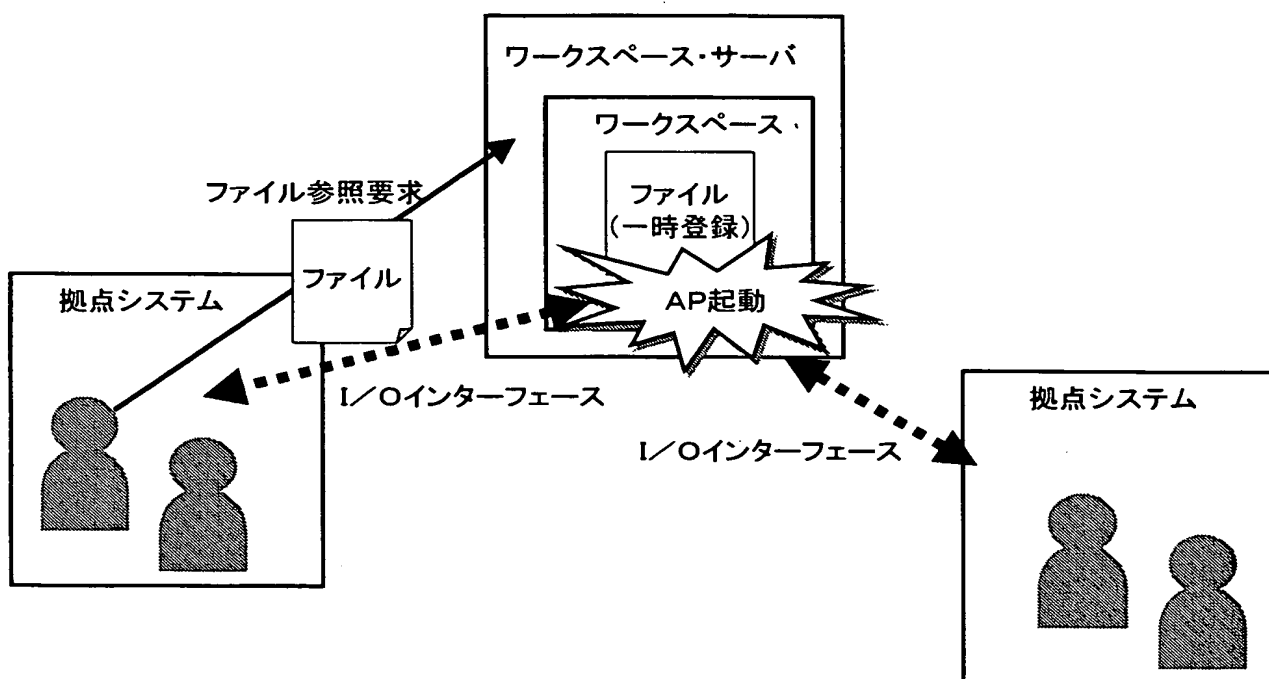 ワークスペース・サーバ
ワークスペース
ファイル参照要求
ファイル
(一時登録)
ファイル
拠点システム
AP起動
I／Oインターフェース
拠点システム
I／Oインターフェース